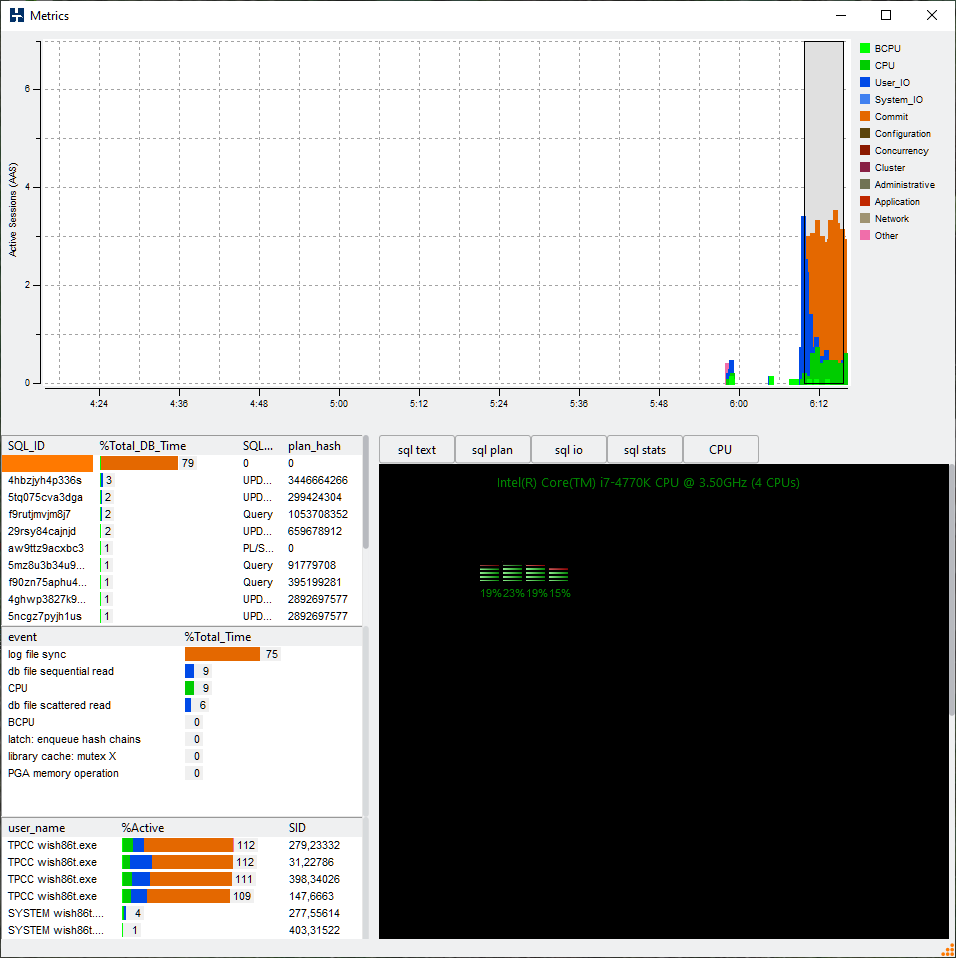 Metrics
Active Sessions (AAS)
6
4
2
0
4:24 4:36 4:48 5:00 5:12 5:24 5:36 5:48 6:00 6:12
BCPU
CPU
User_IO
System_IO
Commit
Configuration
Concurrency
Cluster
Administrative
Application
Network
Other
SQL_ID %Total_DB_Time SQL... plan_hash
79 0 0
4hbzjyh4p336s 3 UPD... 3446664266
5tq075cva3dga 2 UPD... 299424304
f9rutjmvjm8j7 2 Query 1053708352
29rsy84cajnjd 2 UPD... 659678912
aw9ttz9acxbc3 1 PL/S... 0
5mz8u3b34u9... 1 Query 91779708
f90zn75aphu4... 1 Query 395199281
4ghwp3827k9... 1 UPD... 2892697577
5ncgz7pyjh1us 1 UPD... 2892697577
event %Total_Time
log file sync 75
db file sequential read 9
CPU 9
db file scattered read 6
BCPU 0
latch: enqueue hash chains 0
library cache: mutex X 0
PGA memory operation 0
user_name %Active SID
TPCC wish86t.exe 112 279,23332
TPCC wish86t.exe 112 31,22786
TPCC wish86t.exe 111 398,34026
TPCC wish86t.exe 109 147,6663
SYSTEM wish86t.... 4 277,55614
SYSTEM wish86t.... 1 403,31522
sql text sql plan sql io sql stats CPU
Intel(R) Core(TM) i7-4770K CPU @ 3.50GHz (4 CPUs)
19% 23% 19% 15%